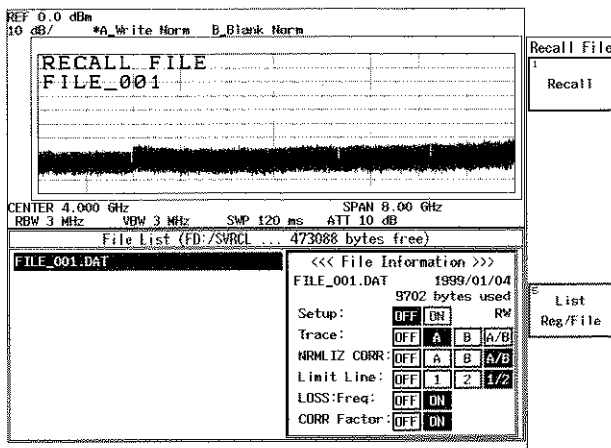 REF 0.0 dBm
10 dB/ *A_Write Norm B_Blank Norm
RECALL FILE
FILE_001
CENTER 4.000 GHz SPAN 8.00 GHz
RBW 3 MHz VBW 3 MHz SWP 120 ms ATT 10 dB
File List (FD:/SVRCL ... 473088 bytes free)
FILE_001.DAT
<<< File Information >>>
FILE_001.DAT 1999/01/04
9702 bytes used
Setup: OFF ON RW
Trace: OFF A B A/B
NRMLIZ CORR: OFF A B A/B
Limit Line: OFF 1 2 1/2
LOSS:Freq: OFF ON
CORR Factor: OFF ON
Recall File
1
Recall
5
List
Reg/File